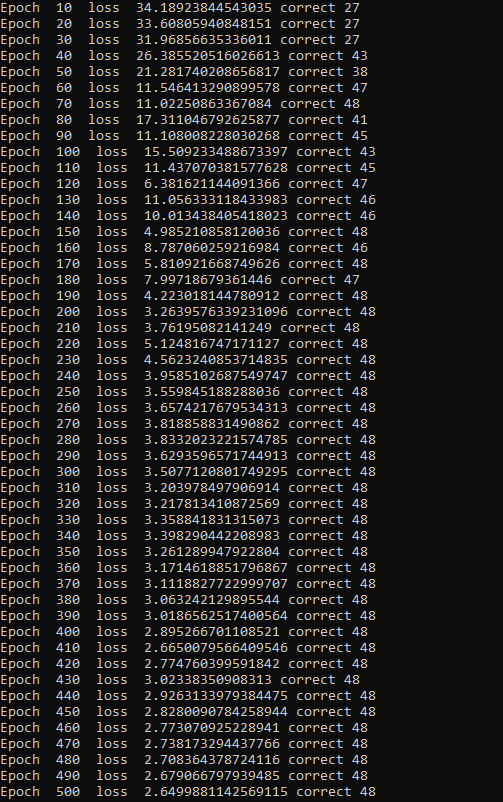 Epoch  10  loss  34.18923844543035 correct 27
Epoch  20  loss  33.60805940848151 correct 27
Epoch  30  loss  31.96856635336011 correct 27
Epoch  40  loss  26.385520516026613 correct 43
Epoch  50  loss  21.281740208656817 correct 38
Epoch  60  loss  11.546413290899578 correct 47
Epoch  70  loss  11.02250863367084 correct 48
Epoch  80  loss  17.311046792625877 correct 41
Epoch  90  loss  11.108008228030268 correct 45
Epoch  100  loss  15.509233488673397 correct 43
Epoch  110  loss  11.437070381577628 correct 45
Epoch  120  loss  6.381621144091366 correct 47
Epoch  130  loss  11.056333118433983 correct 46
Epoch  140  loss  10.013438405418023 correct 46
Epoch  150  loss  4.985210858120036 correct 48
Epoch  160  loss  8.787060259216984 correct 46
Epoch  170  loss  5.810921668749626 correct 48
Epoch  180  loss  7.99718679361446 correct 47
Epoch  190  loss  4.223018144780912 correct 48
Epoch  200  loss  3.2639576339231096 correct 48
Epoch  210  loss  3.76195082141249 correct 48
Epoch  220  loss  5.124816747171127 correct 48
Epoch  230  loss  4.5623240853714835 correct 48
Epoch  240  loss  3.9585102687549747 correct 48
Epoch  250  loss  3.559845188288036 correct 48
Epoch  260  loss  3.6574217679534313 correct 48
Epoch  270  loss  3.818858831490862 correct 48
Epoch  280  loss  3.8332023221574785 correct 48
Epoch  290  loss  3.6293596571744913 correct 48
Epoch  300  loss  3.5077120801749295 correct 48
Epoch  310  loss  3.203978497906914 correct 48
Epoch  320  loss  3.217813410872569 correct 48
Epoch  330  loss  3.358841831315073 correct 48
Epoch  340  loss  3.398290442208983 correct 48
Epoch  350  loss  3.261289947922804 correct 48
Epoch  360  loss  3.1714618851796867 correct 48
Epoch  370  loss  3.1118827722999707 correct 48
Epoch  380  loss  3.063242129895544 correct 48
Epoch  390  loss  3.0186562517400564 correct 48
Epoch  400  loss  2.895266701108521 correct 48
Epoch  410  loss  2.6650079566409546 correct 48
Epoch  420  loss  2.774760399591842 correct 48
Epoch  430  loss  3.02338350908313 correct 48
Epoch  440  loss  2.9263133979384475 correct 48
Epoch  450  loss  2.8280090784258944 correct 48
Epoch  460  loss  2.773070925228941 correct 48
Epoch  470  loss  2.738173294437766 correct 48
Epoch  480  loss  2.708364378724116 correct 48
Epoch  490  loss  2.679066797939485 correct 48
Epoch  500  loss  2.6499881142569115 correct 48